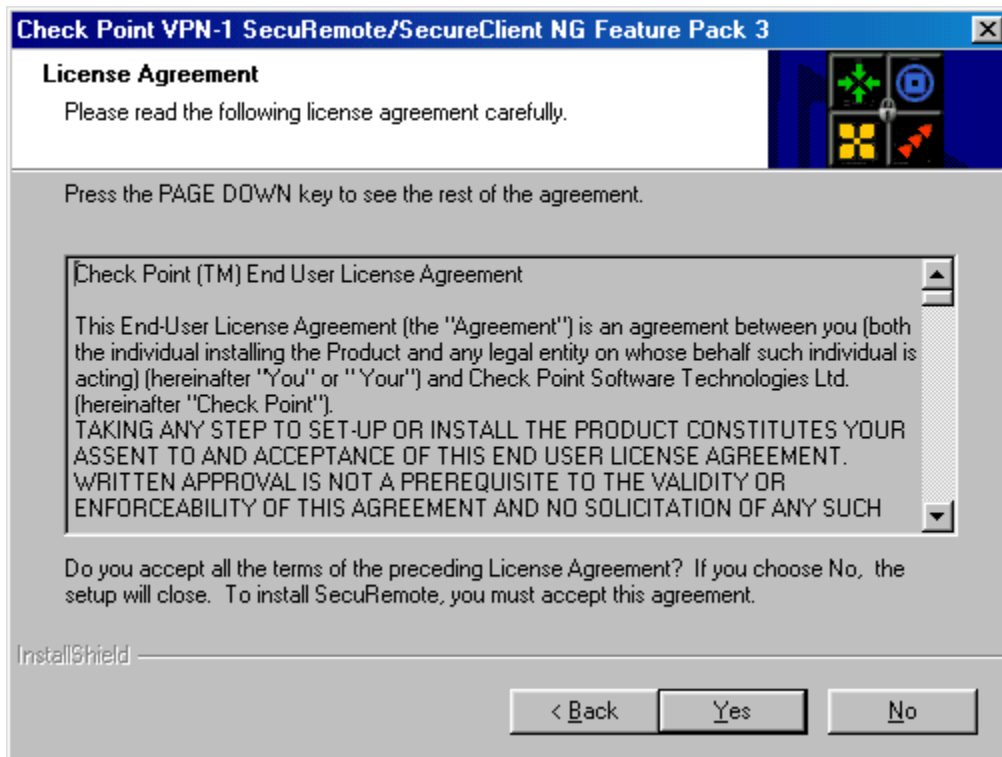 Check Point VPN-1 SecuRemote/SecureClient NG Feature Pack 3
License Agreement
Please read the following license agreement carefully.
Press the PAGE DOWN key to see the rest of the agreement.
Check Point (TM) End User License Agreement
This End-User License Agreement (the "Agreement") is an agreement between you (both
the individual installing the Product and any legal entity on whose behalf such individual is
acting) (hereinafter "You" or " Your") and Check Point Software Technologies Ltd.
(hereinafter "Check Point").
TAKING ANY STEP TO SET-UP OR INSTALL THE PRODUCT CONSTITUTES YOUR
ASSENT TO AND ACCEPTANCE OF THIS END USER LICENSE AGREEMENT.
WRITTEN APPROVAL IS NOT A PREREQUISITE TO THE VALIDITY OR
ENFORCEABILITY OF THIS AGREEMENT AND NO SOLICITATION OF ANY SUCH
Do you accept all the terms of the preceding License Agreement?  If you choose No,  the
setup will close.  To install SecuRemote, you must accept this agreement.
InstallShield
< Back
Yes
No